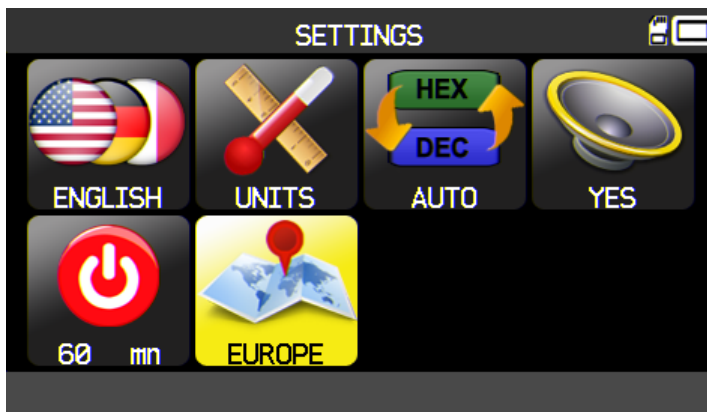 SETTINGS
HEX
DEC
ENGLISH UNITS AUTO YES
60 mn EUROPE